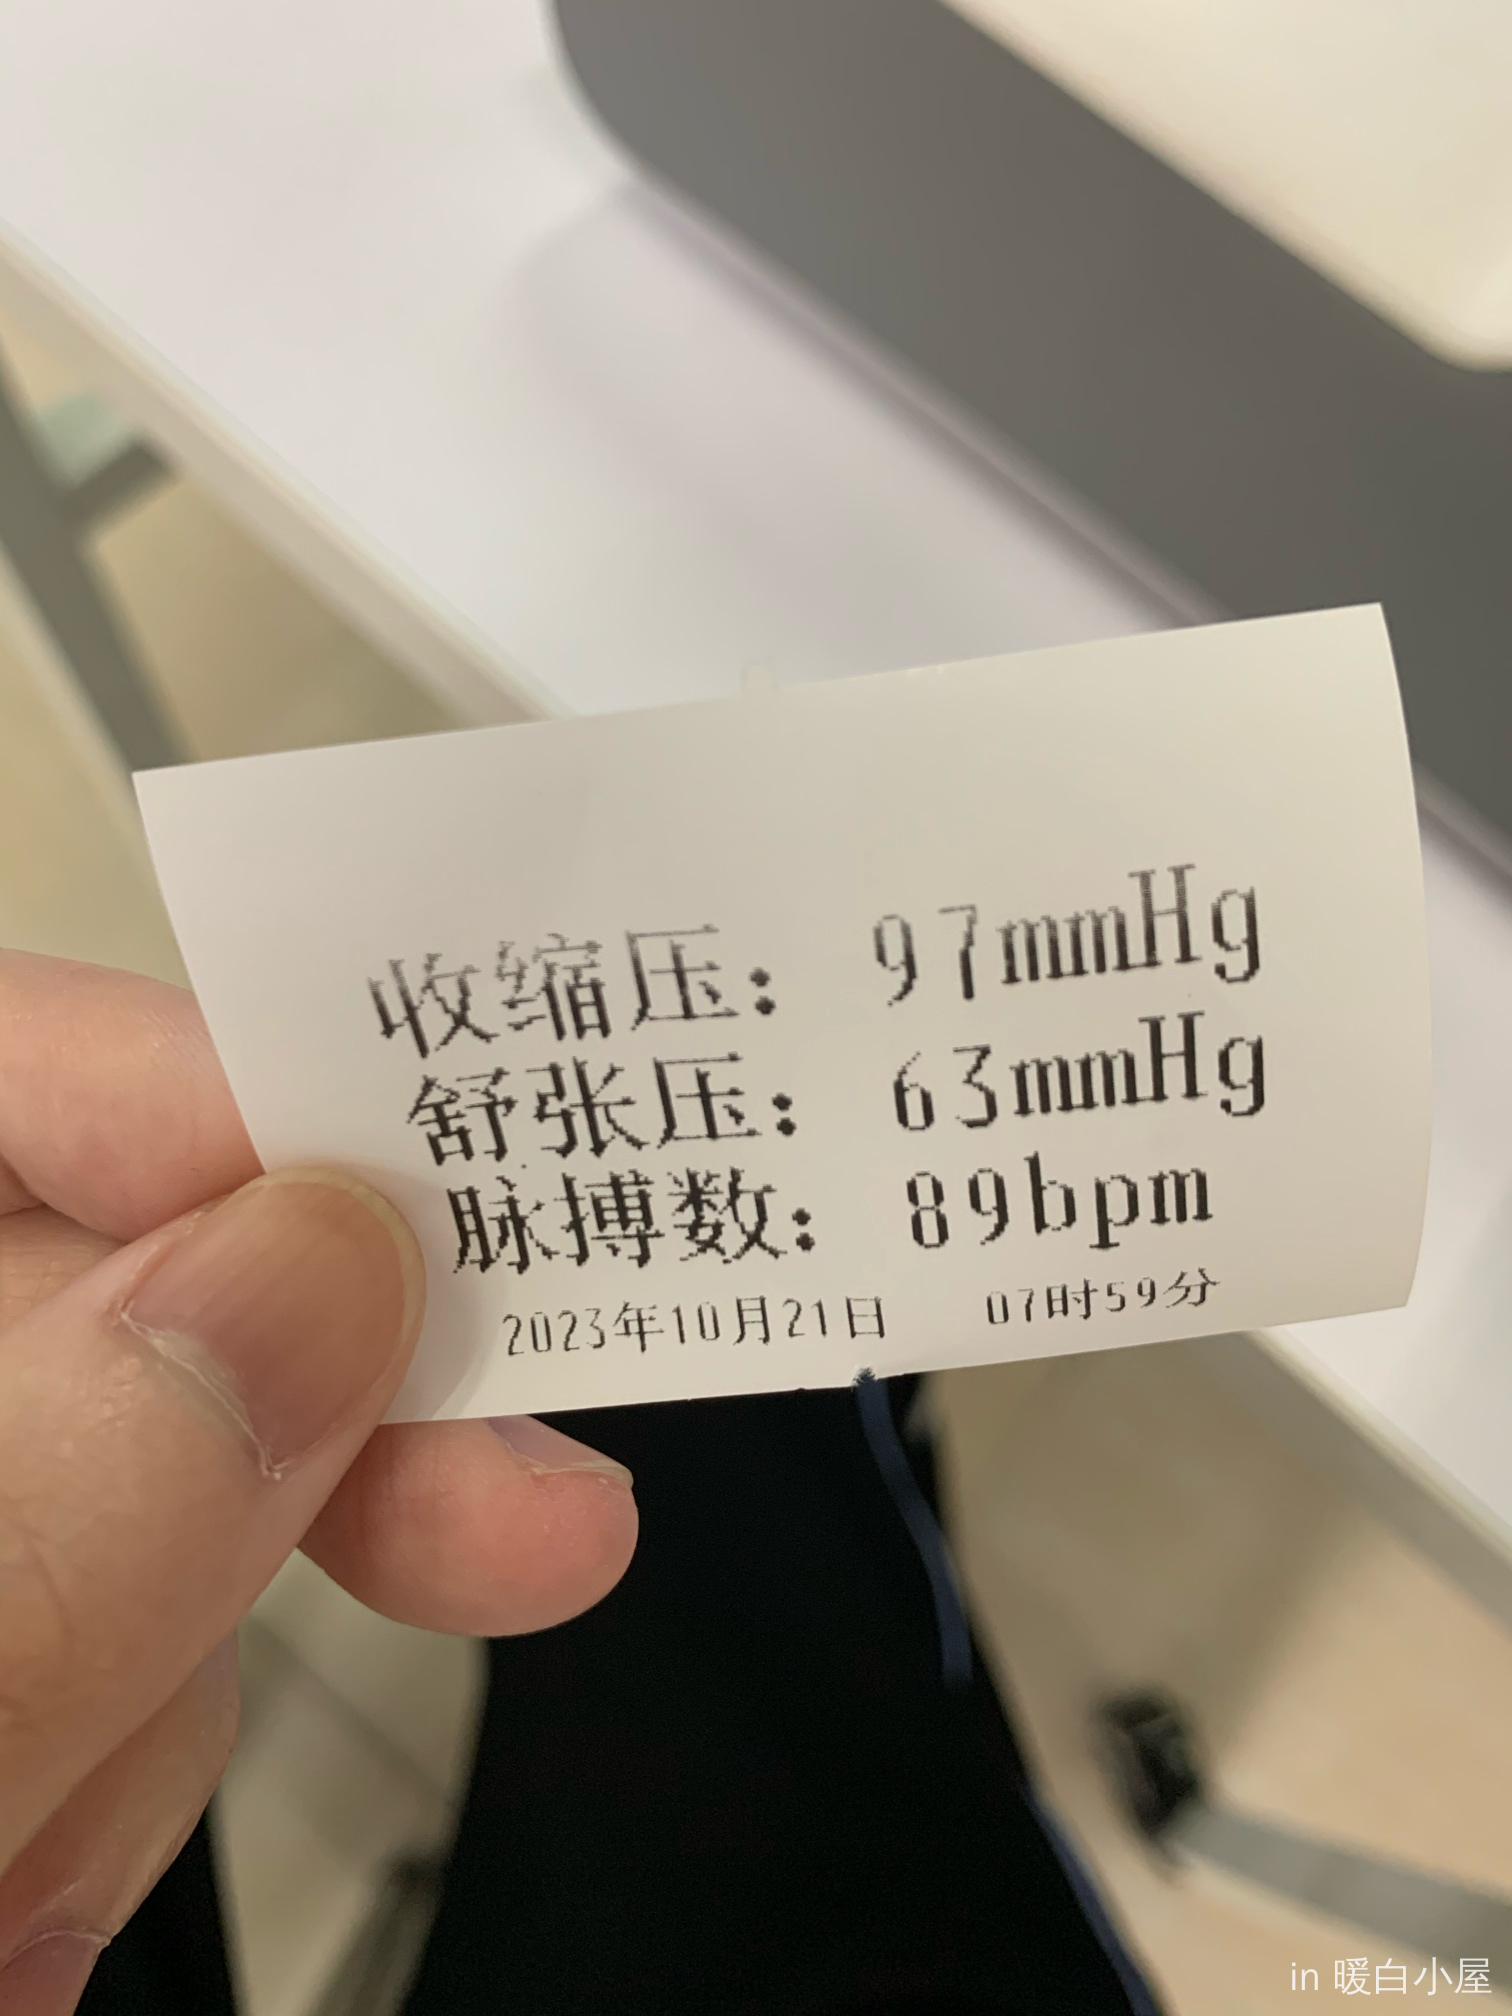 收缩压： 97mmHg
舒张压： 63mmHg
脉搏数： 89bpm
2023年10月21日 07时59分
in 暖白小屋